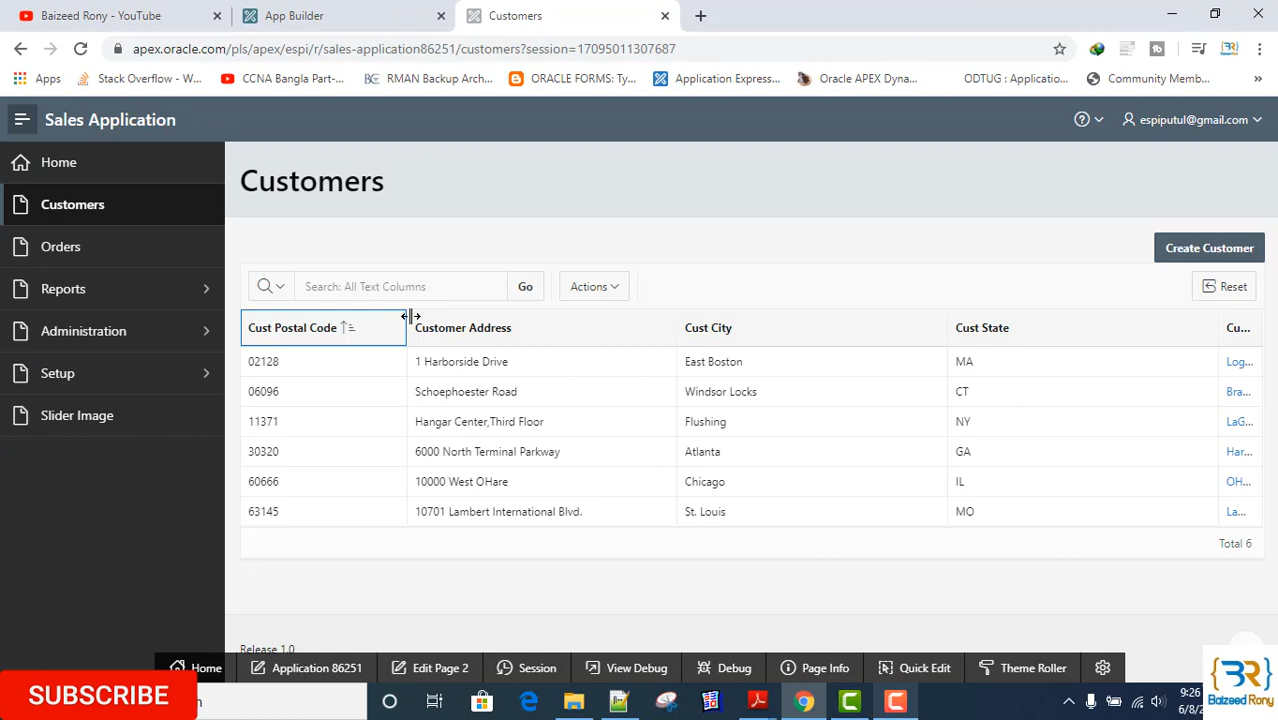 Baizeed Rony - YouTube
App Builder
Customers
apex.oracle.com/pls/apex/espi/r/sales-application86251/customers?session=17095011307687
Apps
Stack Overflow - W...
CCNA Bangla Part-...
RMAN Backup Arch...
ORACLE FORMS: Ty...
Application Express...
Oracle APEX Dyna...
ODTUG : Applicatio...
Community Memb...
Sales Application
espiputul@gmail.com
Home
Customers
Orders
Reports
Administration
Setup
Slider Image
Customers
Create Customer
Search: All Text Columns
Go
Actions
Reset
Cust Postal Code Customer Address Cust City Cust State Cu...
02128 1 Harborside Drive East Boston MA Log...
06096 Schoephoester Road Windsor Locks CT Bra...
11371 Hangar Center,Third Floor Flushing NY LaG...
30320 6000 North Terminal Parkway Atlanta GA Har...
60666 10000 West OHare Chicago IL OH...
63145 10701 Lambert International Blvd. St. Louis MO La...
Total 6
Release 1.0
Home
Application 86251
Edit Page 2
Session
View Debug
Debug
Page Info
Quick Edit
Theme Roller
SUBSCRIBE
9:26
6/8/
Baizeed Rony